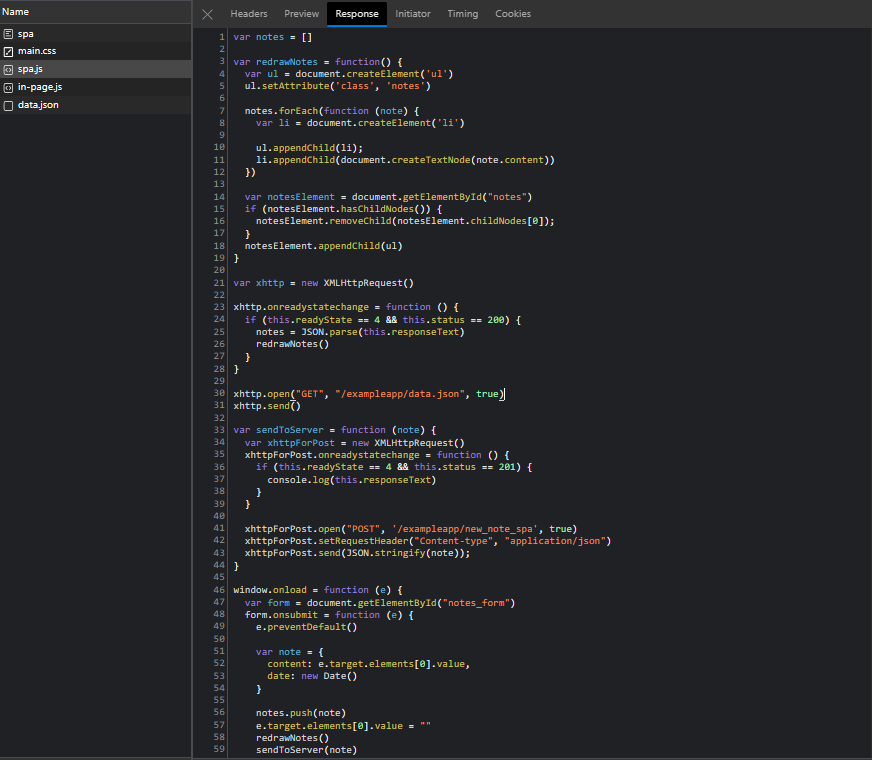 Name
spa
main.css
spa.js
in-page.js
data.json
Headers Preview Response Initiator Timing Cookies
1 var notes = []
2
3 var redrawNotes = function() {
4   var ul = document.createElement('ul')
5   ul.setAttribute('class', 'notes')
6
7   notes.forEach(function (note) {
8     var li = document.createElement('li')
9
10     ul.appendChild(li);
11     li.appendChild(document.createTextNode(note.content))
12   })
13
14   var notesElement = document.getElementById("notes")
15   if (notesElement.hasChildNodes()) {
16     notesElement.removeChild(notesElement.childNodes[0]);
17   }
18   notesElement.appendChild(ul)
19 }
20
21 var xhttp = new XMLHttpRequest()
22
23 xhttp.onreadystatechange = function () {
24   if (this.readyState == 4 && this.status == 200) {
25     notes = JSON.parse(this.responseText)
26     redrawNotes()
27   }
28 }
29
30 xhttp.open("GET", "/exampleapp/data.json", true)
31 xhttp.send()
32
33 var sendToServer = function (note) {
34   var xhttpForPost = new XMLHttpRequest()
35   xhttpForPost.onreadystatechange = function () {
36     if (this.readyState == 4 && this.status == 201) {
37       console.log(this.responseText)
38     }
39   }
40
41   xhttpForPost.open("POST", '/exampleapp/new_note_spa', true)
42   xhttpForPost.setRequestHeader("Content-type", "application/json")
43   xhttpForPost.send(JSON.stringify(note));
44 }
45
46 window.onload = function (e) {
47   var form = document.getElementById("notes_form")
48   form.onsubmit = function (e) {
49     e.preventDefault()
50
51     var note = {
52       content: e.target.elements[0].value,
53       date: new Date()
54     }
55
56     notes.push(note)
57     e.target.elements[0].value = ""
58     redrawNotes()
59     sendToServer(note)